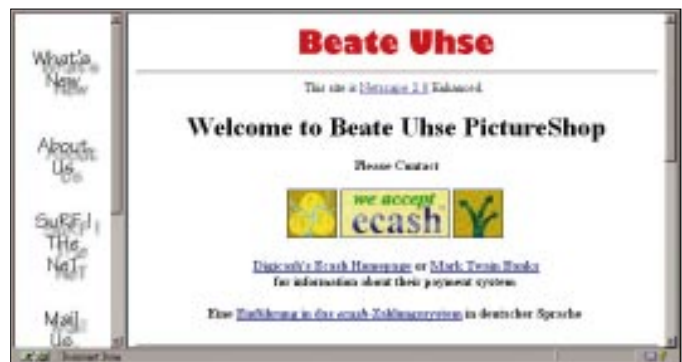 What's
New
About
Us
SuRF
THe
NeT
Mail
Us
Beate Uhse
This site is Netscape 2.0 Enhanced
Welcome to Beate Uhse PictureShop
Please Contact
we accept
ecash
Digicash's Ecash Homepage or Mark Twain Banks
for information about their payment system
Eine Einführung in das ecash-Zahlungssystem in deutscher Sprache
Document Done